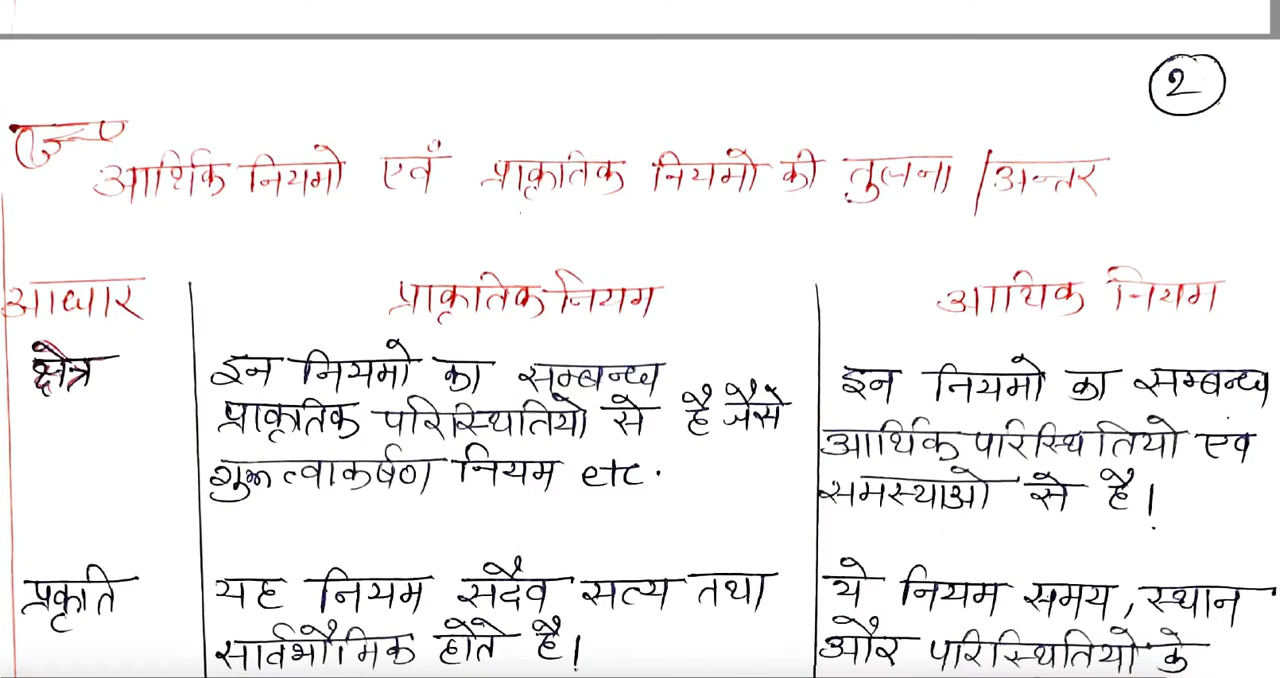 2
आर्थिक नियमो एवं प्राकृतिक नियमो की तुलना / अन्तर
आधार प्राकृतिक नियम आर्थिक नियम
क्षेत्र
इन नियमो का सम्बन्ध
प्राकृतिक परिस्थितियो से है जैसे
गुरूत्वाकर्षण नियम etc.
इन नियमो का सम्बन्ध
आर्थिक परिस्थितियो एवं
समस्याओ से है।
प्रकृति
यह नियम सदैव सत्य तथा
सार्वभौमिक होते है।
ये नियम समय, स्थान
और परिस्थितियो के